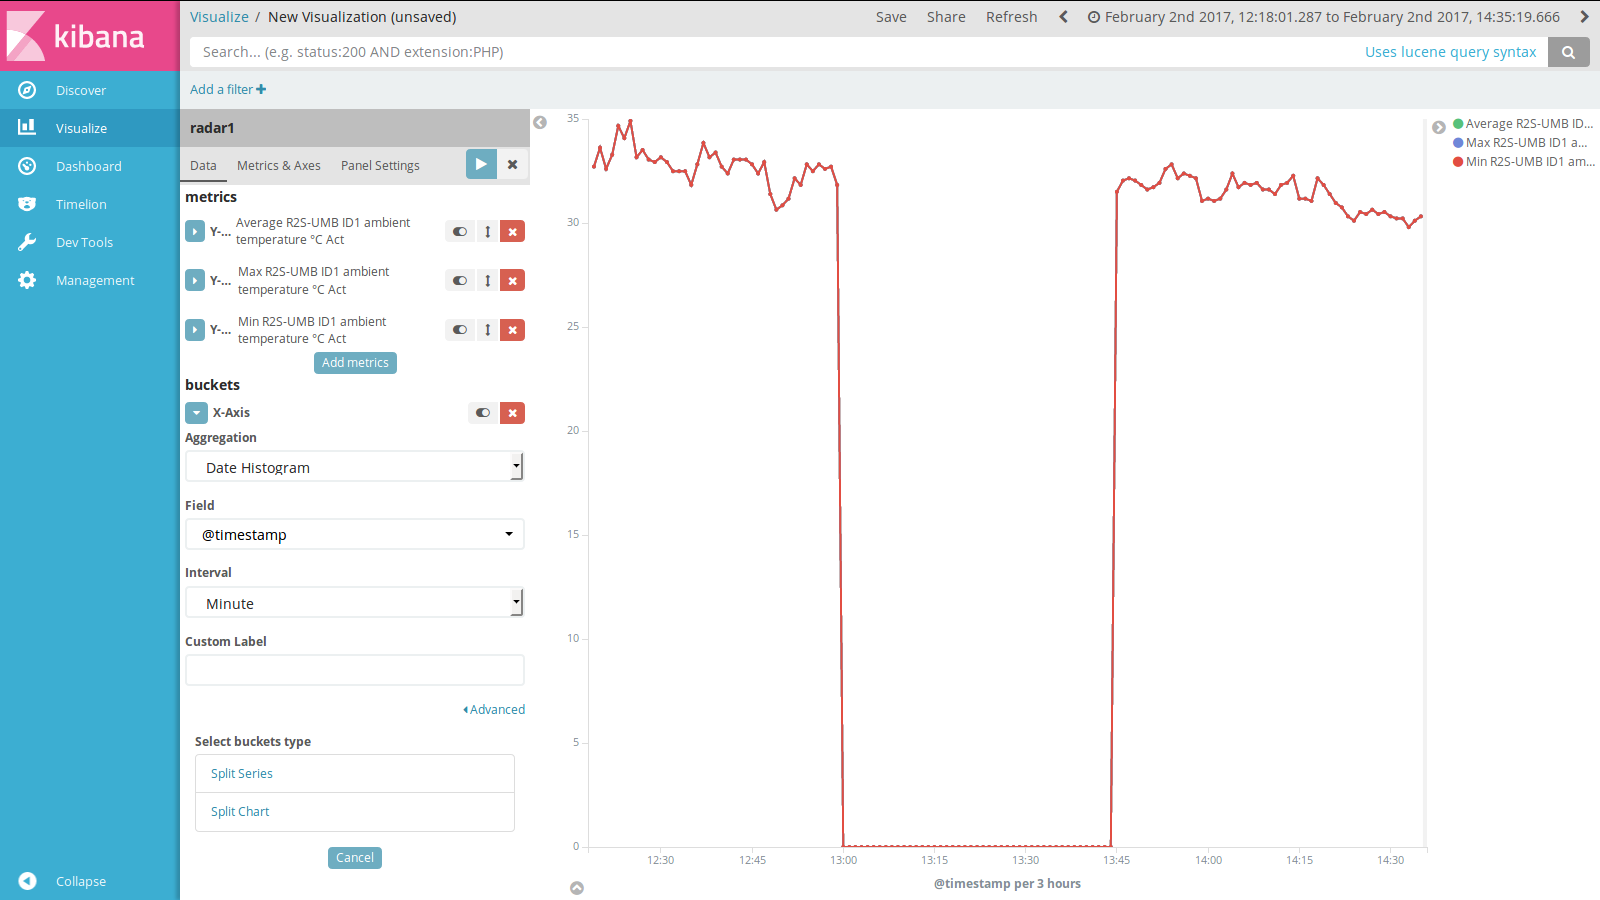 kibana
Discover
Visualize
Dashboard
Timelion
Dev Tools
Management
Collapse
Visualize / New Visualization (unsaved)
Save Share Refresh February 2nd 2017, 12:18:01.287 to February 2nd 2017, 14:35:19.666
Search... (e.g. status:200 AND extension:PHP) Uses lucene query syntax
Add a filter
radar1
Data Metrics & Axes Panel Settings
metrics
Y-... Average R2S-UMB ID1 ambient
temperature °C Act
Y-... Max R2S-UMB ID1 ambient
temperature °C Act
Y-... Min R2S-UMB ID1 ambient
temperature °C Act
Add metrics
buckets
X-Axis
Aggregation
Date Histogram
Field
@timestamp
Interval
Minute
Custom Label
Advanced
Select buckets type
Split Series
Split Chart
Cancel
35
30
25
20
15
10
5
0
12:30 12:45 13:00 13:15 13:30 13:45 14:00 14:15 14:30
@timestamp per 3 hours
Average R2S-UMB ID...
Max R2S-UMB ID1 a...
Min R2S-UMB ID1 am...